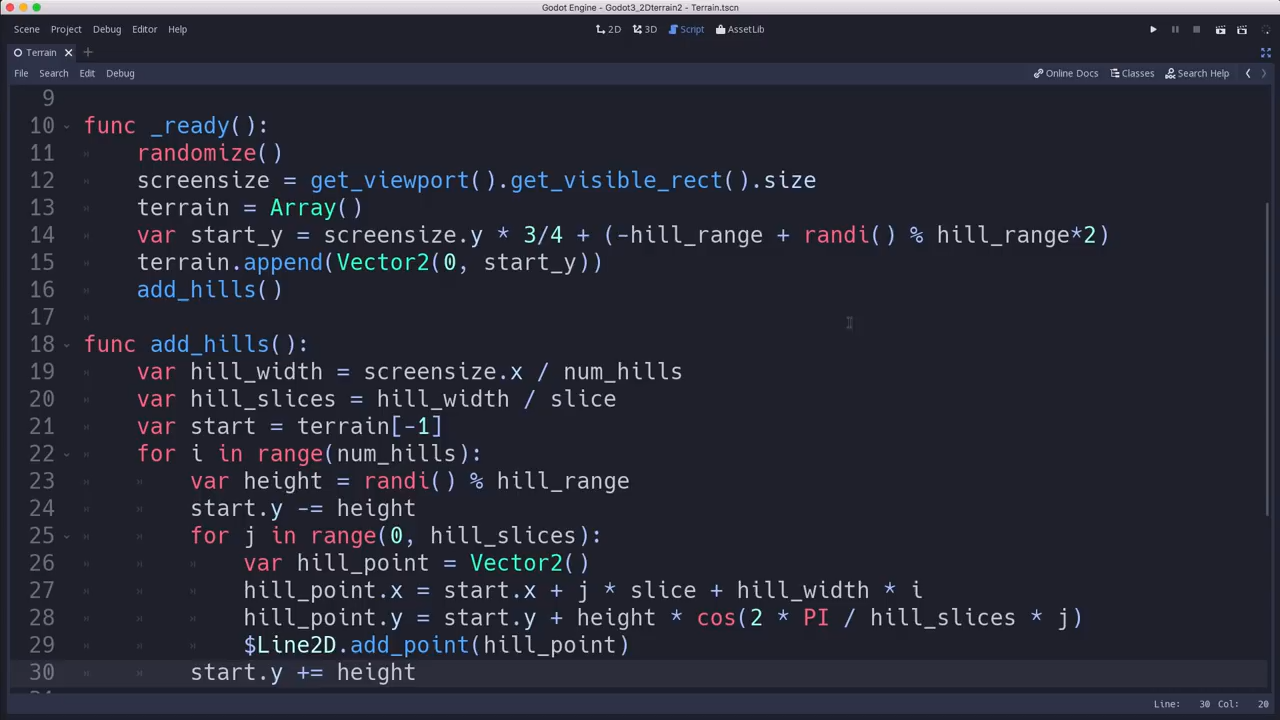 Godot Engine - Godot3_2Dterrain2 - Terrain.tscn
Scene Project Debug Editor Help 2D 3D Script AssetLib
Terrain
File Search Edit Debug Online Docs Classes Search Help
9
10 func _ready():
11 randomize()
12 screensize = get_viewport().get_visible_rect().size
13 terrain = Array()
14 var start_y = screensize.y * 3/4 + (-hill_range + randi() % hill_range*2)
15 terrain.append(Vector2(0, start_y))
16 add_hills()
17
18 func add_hills():
19 var hill_width = screensize.x / num_hills
20 var hill_slices = hill_width / slice
21 var start = terrain[-1]
22 for i in range(num_hills):
23 var height = randi() % hill_range
24 start.y -= height
25 for j in range(0, hill_slices):
26 var hill_point = Vector2()
27 hill_point.x = start.x + j * slice + hill_width * i
28 hill_point.y = start.y + height * cos(2 * PI / hill_slices * j)
29 $Line2D.add_point(hill_point)
30 start.y += height
Line: 30 Col: 20